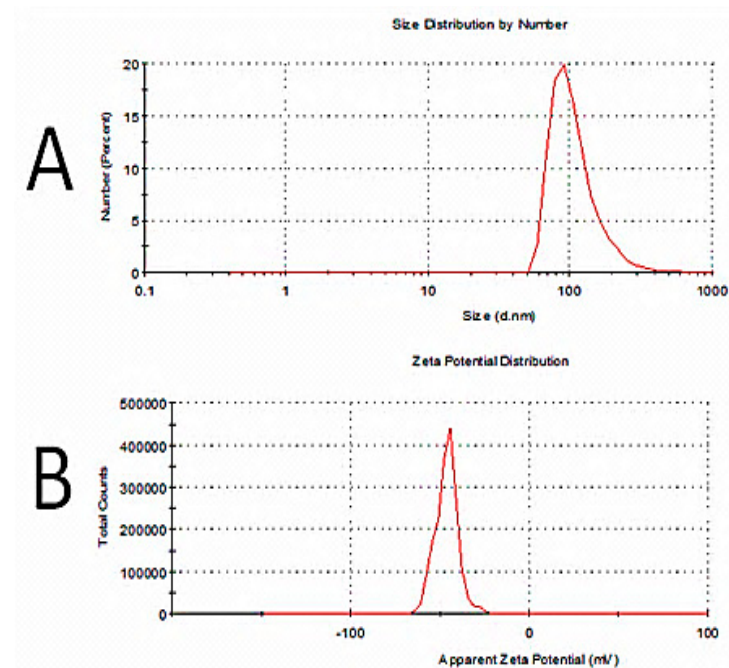 A
Size Distribution by Number
Number (Percent)
20
15
10
5
0
0.1 1 10 100 1000
Size (d.nm)
B
Zeta Potential Distribution
Total Counts
500000
400000
300000
200000
100000
0
-100 0 100
Apparent Zeta Potential (mV)